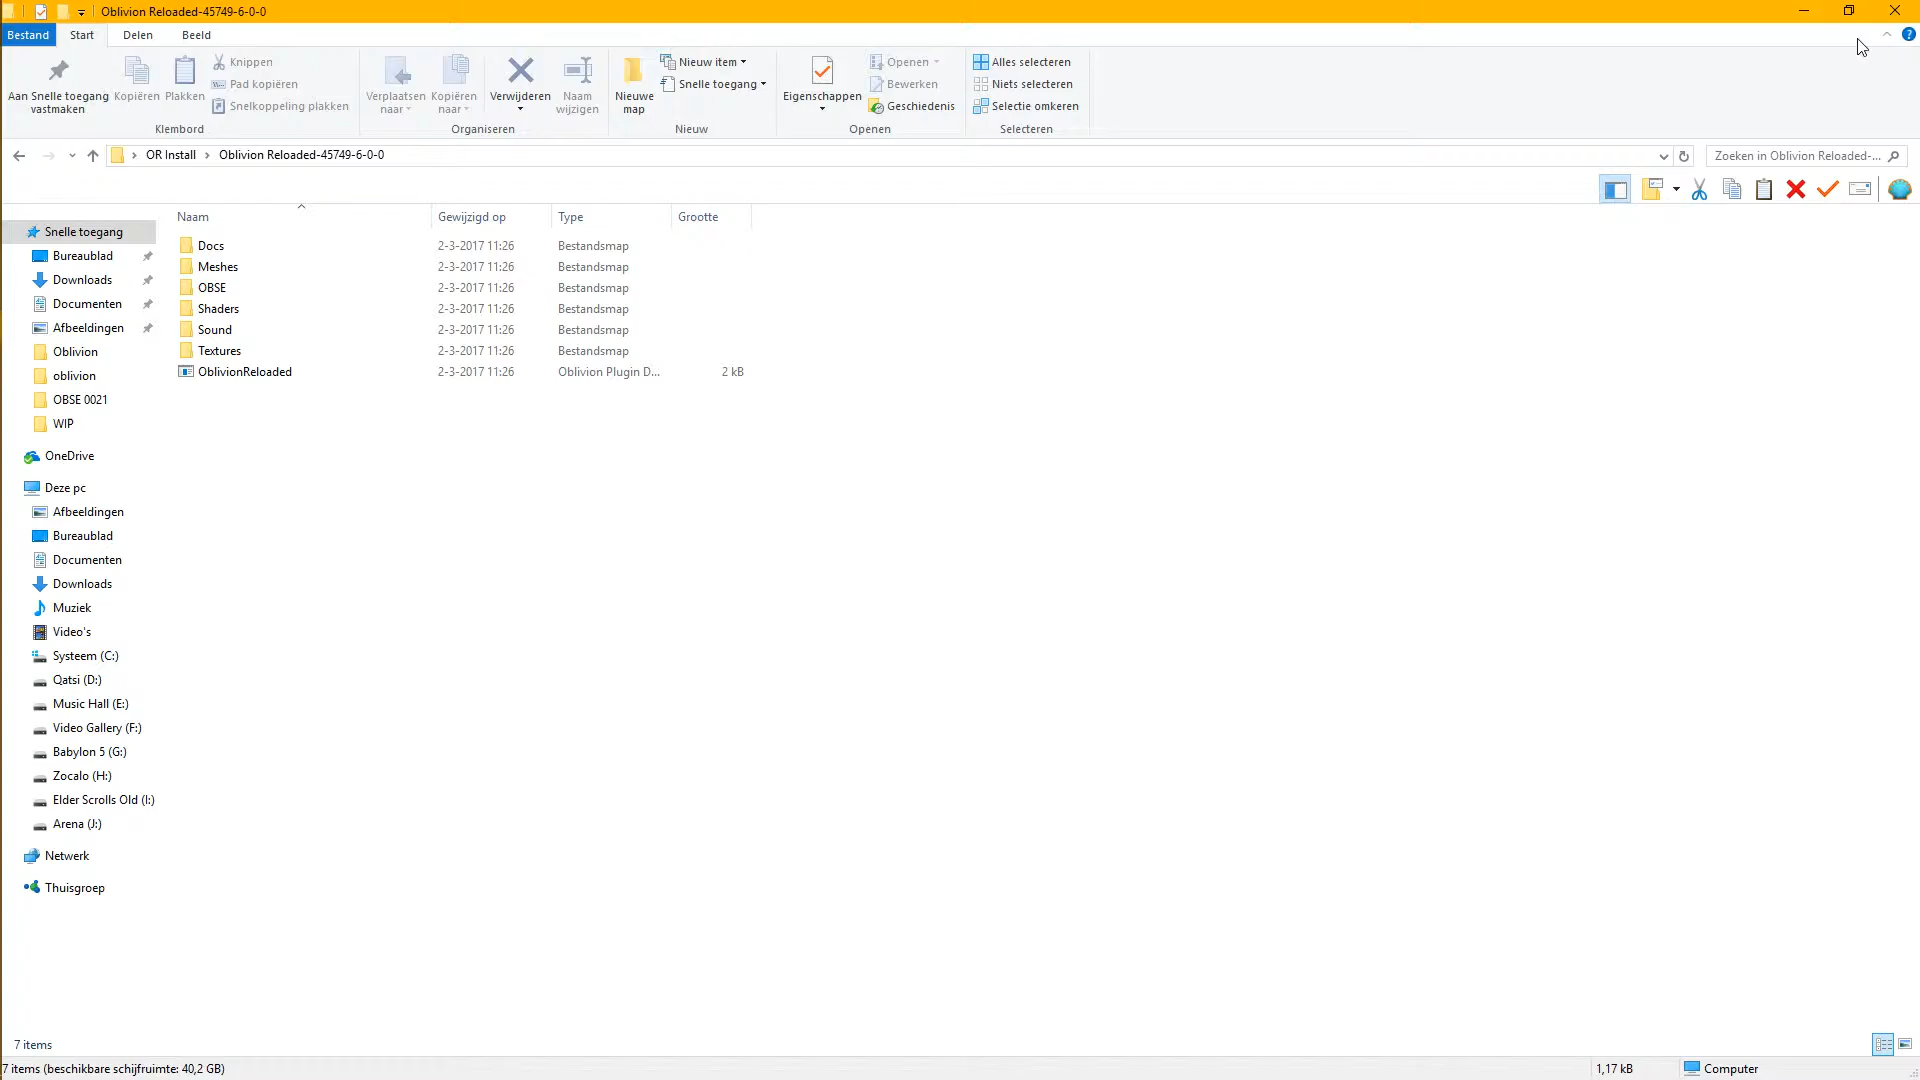 Oblivion Reloaded-45749-6-0-0
Bestand Start Delen Beeld
Aan Snelle toegang vastmaken
Kopiëren
Plakken
Knippen
Pad kopiëren
Snelkoppeling plakken
Klembord
Verplaatsen naar
Kopiëren naar
Verwijderen
Naam wijzigen
Organiseren
Nieuwe map
Nieuw item
Snelle toegang
Nieuw
Eigenschappen
Openen
Bewerken
Geschiedenis
Openen
Alles selecteren
Niets selecteren
Selectie omkeren
Selecteren
OR Install Oblivion Reloaded-45749-6-0-0
Zoeken in Oblivion Reloaded-...
Naam Gewijzigd op Type Grootte
Docs 2-3-2017 11:26 Bestandsmap
Meshes 2-3-2017 11:26 Bestandsmap
OBSE 2-3-2017 11:26 Bestandsmap
Shaders 2-3-2017 11:26 Bestandsmap
Sound 2-3-2017 11:26 Bestandsmap
Textures 2-3-2017 11:26 Bestandsmap
OblivionReloaded 2-3-2017 11:26 Oblivion Plugin D... 2 kB
Snelle toegang
Bureaublad
Downloads
Documenten
Afbeeldingen
Oblivion
oblivion
OBSE 0021
WIP
OneDrive
Deze pc
Afbeeldingen
Bureaublad
Documenten
Downloads
Muziek
Video's
Systeem (C:)
Qatsi (D:)
Music Hall (E:)
Video Gallery (F:)
Babylon 5 (G:)
Zocalo (H:)
Elder Scrolls Old (I:)
Arena (J:)
Netwerk
Thuisgroep
7 items
7 items (beschikbare schijfruimte: 40,2 GB) 1,17 kB Computer